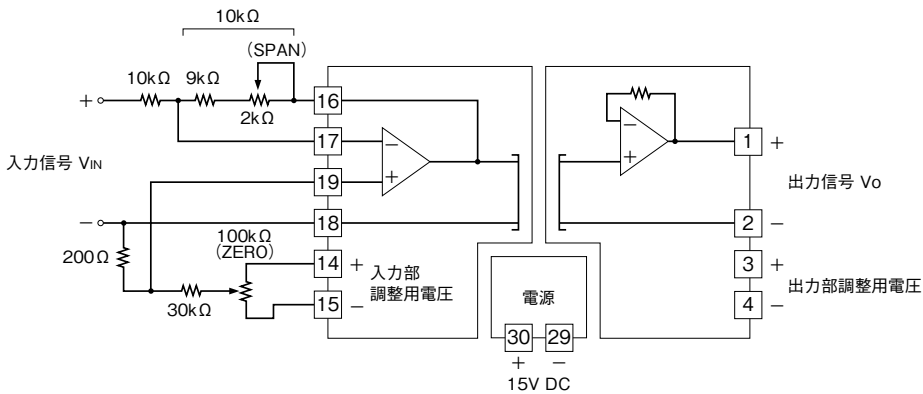 10kΩ
(SPAN)
10kΩ
9kΩ
2kΩ
+
16
17
19
18
入力信号 VIN
−
200Ω
100kΩ
(ZERO)
30kΩ
14
+
15
−
入力部
調整用電圧
−
+
−
+
1
+
出力信号 Vo
2
−
3
+
出力部調整用電圧
4
−
電源
30
29
+
−
15V DC